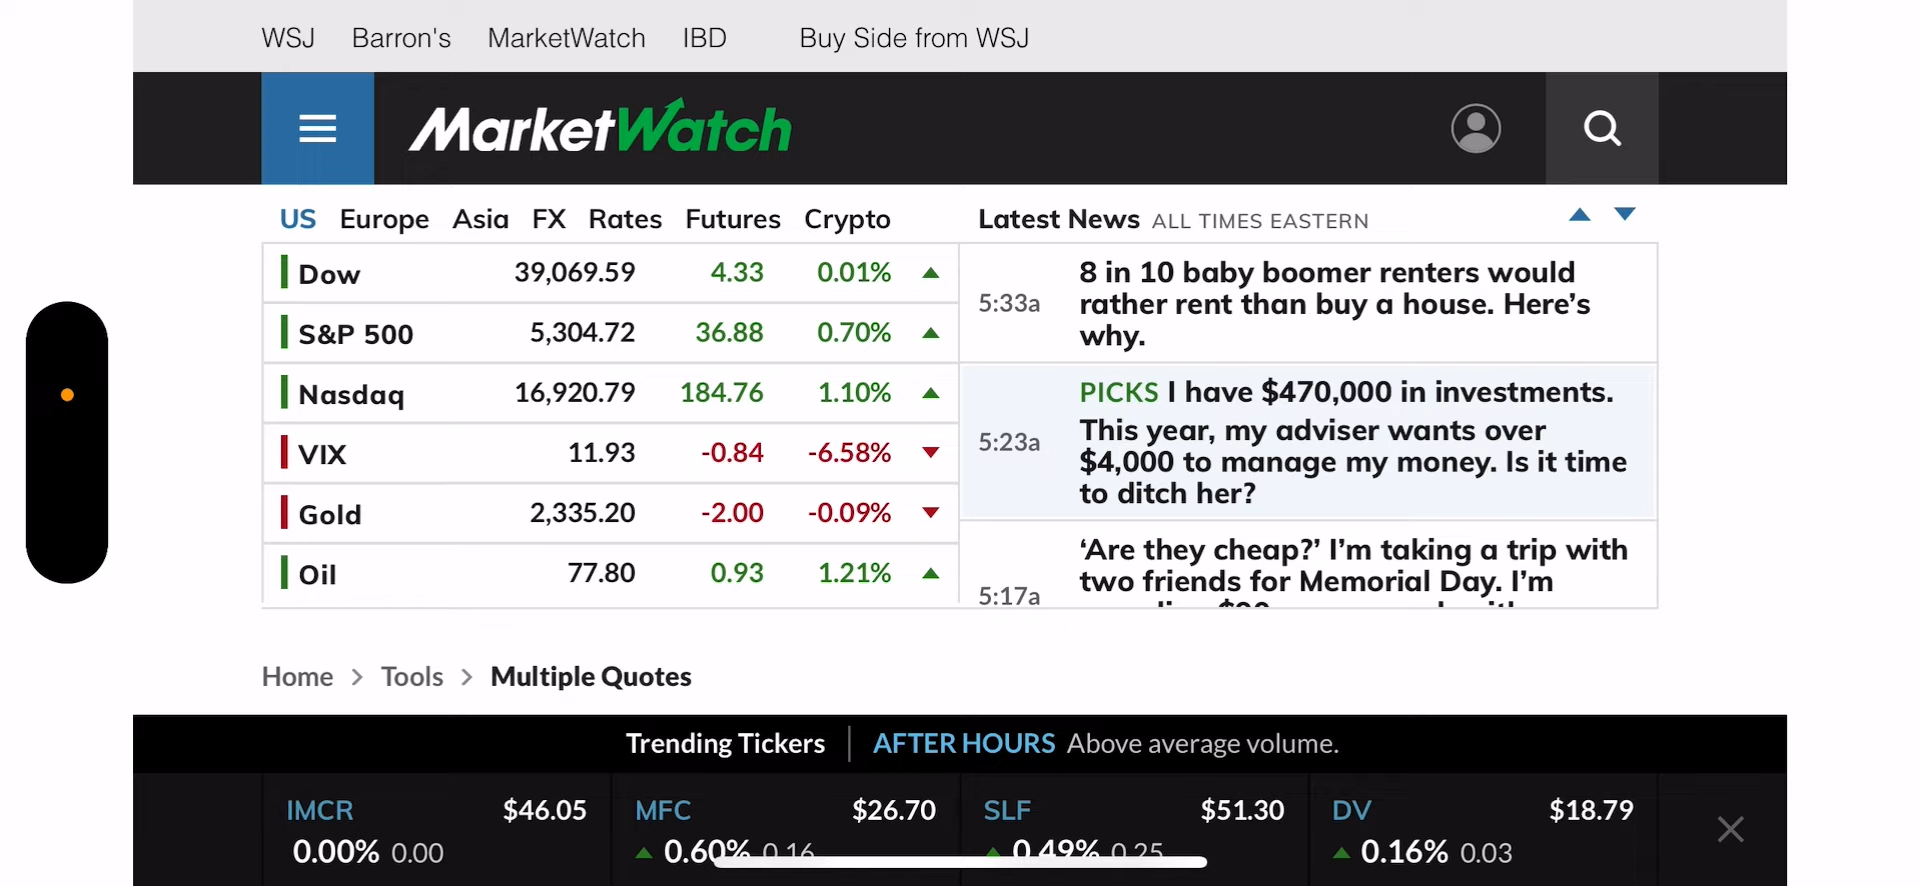 WSJ Barron's MarketWatch IBD Buy Side from WSJ
MarketWatch
US Europe Asia FX Rates Futures Crypto
Dow 39,069.59 4.33 0.01%
S&P 500 5,304.72 36.88 0.70%
Nasdaq 16,920.79 184.76 1.10%
VIX 11.93 -0.84 -6.58%
Gold 2,335.20 -2.00 -0.09%
Oil 77.80 0.93 1.21%
Latest News ALL TIMES EASTERN
5:33a
8 in 10 baby boomer renters would
rather rent than buy a house. Here’s
why.
5:23a
PICKS I have $470,000 in investments.
This year, my adviser wants over
$4,000 to manage my money. Is it time
to ditch her?
5:17a
‘Are they cheap?’ I’m taking a trip with
two friends for Memorial Day. I’m
Home > Tools > Multiple Quotes
Trending Tickers | AFTER HOURS Above average volume.
IMCR $46.05
0.00% 0.00
MFC $26.70
0.60% 0.16
SLF $51.30
0.49% 0.25
DV $18.79
0.16% 0.03